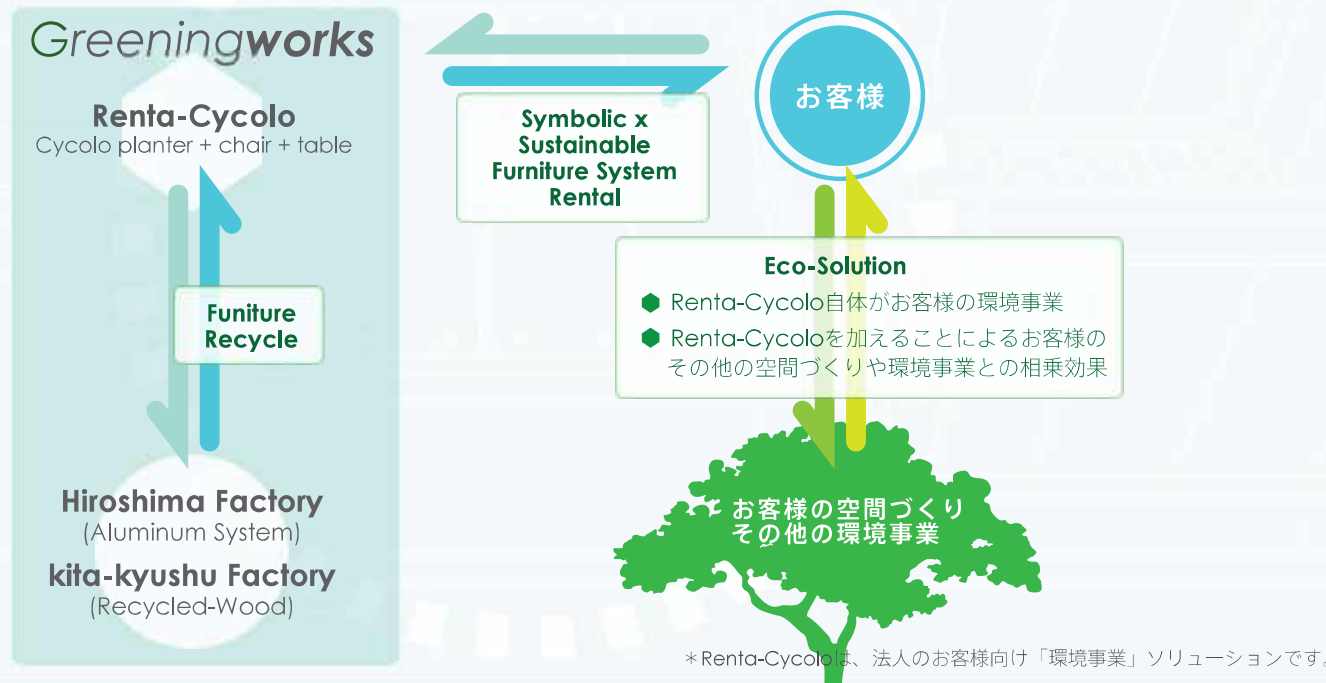 Greeningworks
Renta-Cycolo
Cycolo planter + chair + table
Funiture
Recycle
Hiroshima Factory
(Aluminum System)
kita-kyushu Factory
(Recycled-Wood)
Symbolic x
Sustainable
Furniture System
Rental
お客様
Eco-Solution
Renta-Cycolo自体がお客様の環境事業
Renta-Cycoloを加えることによるお客様の
その他の空間づくりや環境事業との相乗効果
お客様の空間づくり
その他の環境事業
＊Renta-Cycoloは、法人のお客様向け「環境事業」ソリューションです。